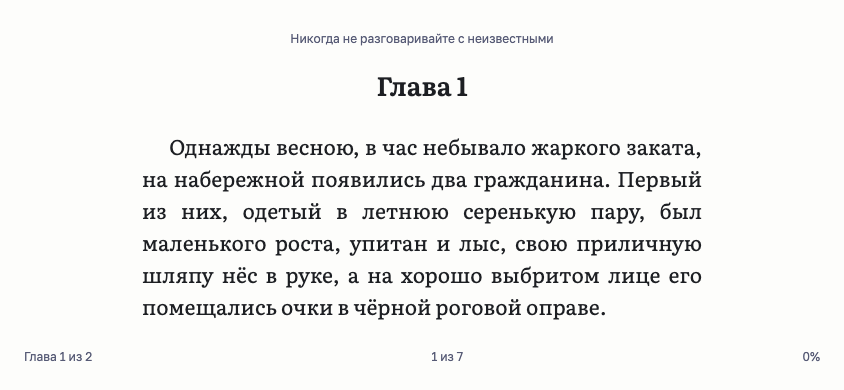 Никогда не разговаривайте с неизвестными
Глава 1
Однажды весною, в час небывало жаркого заката,
на набережной появились два гражданина. Первый
из них, одетый в летнюю серенькую пару, был
маленького роста, упитан и лыс, свою приличную
шляпу нёс в руке, а на хорошо выбритом лице его
помещались очки в чёрной роговой оправе.
Глава 1 из 2
1 из 7
0%